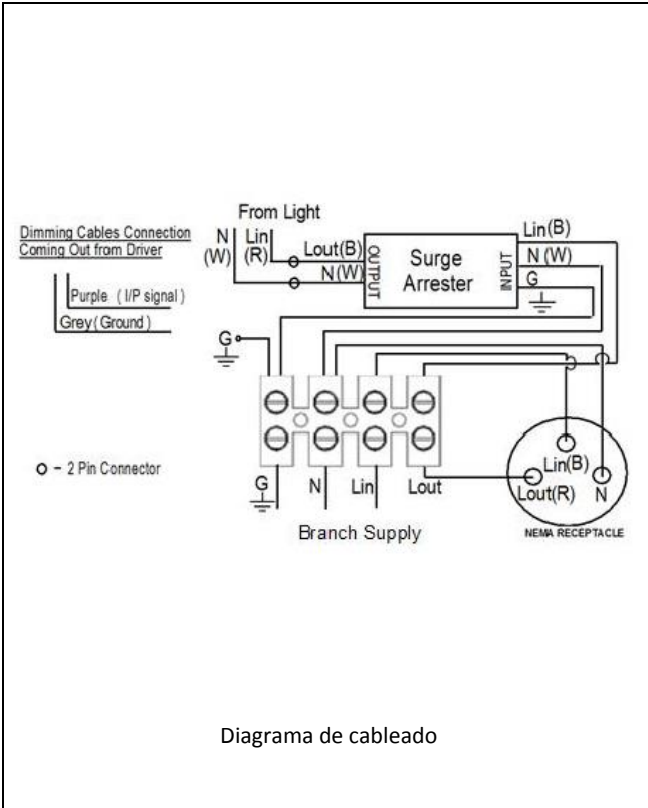 From Light
Dimming Cables Connection
Coming Out from Driver
N
(W)
Lin
(R)
Lout(B)
N(W)
OUTPUT
Surge
Arrester
INPUT
Lin(B)
N(W)
G
Purple ( I/P signal )
Grey(Ground)
G
O - 2 Pin Connector
G
N
Lin
Lout
Branch Supply
Lin(B)
Lout(R)
N
NEMA RECEPTACLE
Diagrama de cableado